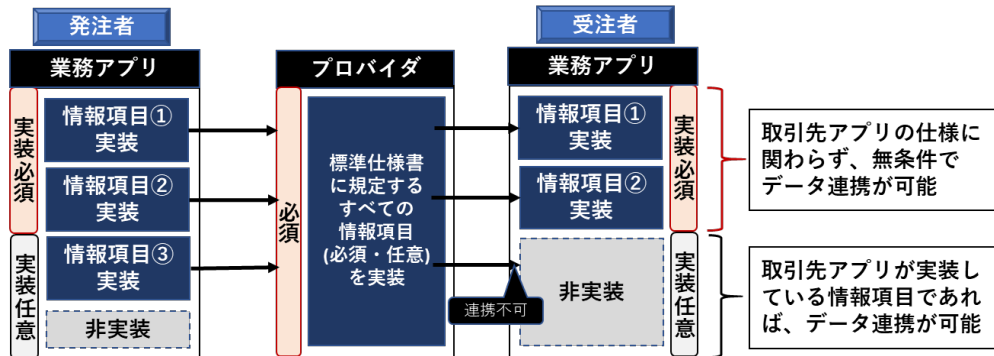 発注者
業務アプリ
実装必須
情報項目①
実装
情報項目②
実装
実装任意
情報項目③
実装
非実装
プロバイダ
必須
標準仕様書
に規定する
すべての
情報項目
(必須・任意)
を実装
受注者
業務アプリ
情報項目①
実装
情報項目②
実装
実装必須
連携不可
非実装
実装任意
取引先アプリの仕様に
関わらず、無条件で
データ連携が可能
取引先アプリが実装し
ている情報項目であれ
ば、データ連携が可能